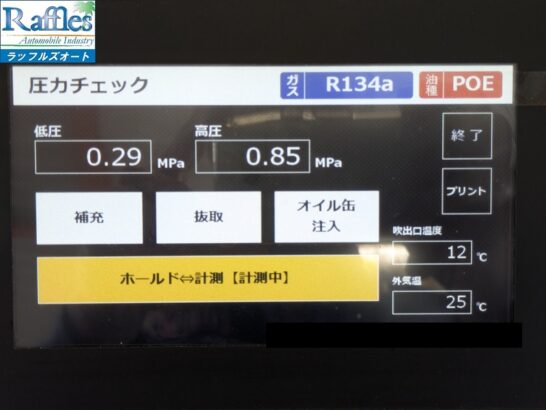 Raffles
Automobile Industry
ラッフルズオート
圧力チェック
ガス R134a 油種 POE
低圧 高圧
0.29 MPa 0.85 MPa
終了
プリント
補充 抜取 オイル缶
注入
吹出口温度
12 ℃
ホールド⇔計測【計測中】
外気温
25 ℃